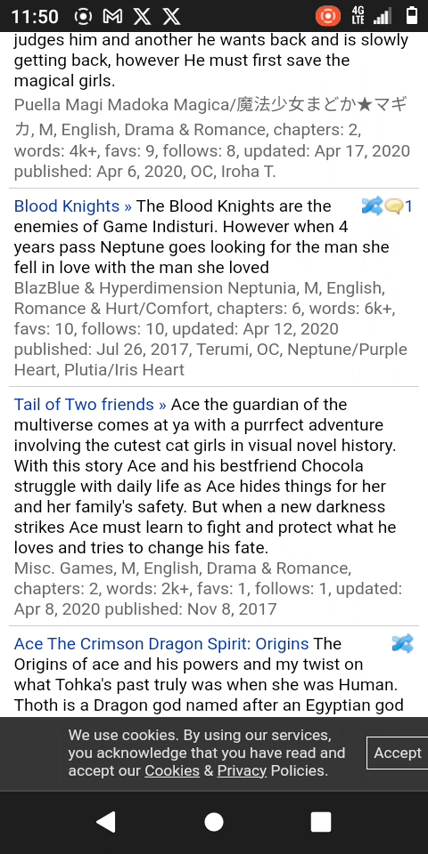 11:50
4G
LTE
judges him and another he wants back and is slowly
getting back, however He must first save the
magical girls.
Puella Magi Madoka Magica/魔法少女まどか★マギ
カ, M, English, Drama & Romance, chapters: 2,
words: 4k+, favs: 9, follows: 8, updated: Apr 17, 2020
published: Apr 6, 2020, OC, Iroha T.
Blood Knights » The Blood Knights are the 1
enemies of Game Indisturi. However when 4
years pass Neptune goes looking for the man she
fell in love with the man she loved
BlazBlue & Hyperdimension Neptunia, M, English,
Romance & Hurt/Comfort, chapters: 6, words: 6k+,
favs: 10, follows: 10, updated: Apr 12, 2020
published: Jul 26, 2017, Terumi, OC, Neptune/Purple
Heart, Plutia/Iris Heart
Tail of Two friends » Ace the guardian of the
multiverse comes at ya with a purrfect adventure
involving the cutest cat girls in visual novel history.
With this story Ace and his bestfriend Chocola
struggle with daily life as Ace hides things for her
and her family's safety. But when a new darkness
strikes Ace must learn to fight and protect what he
loves and tries to change his fate.
Misc. Games, M, English, Drama & Romance,
chapters: 2, words: 2k+, favs: 1, follows: 1, updated:
Apr 8, 2020 published: Nov 8, 2017
Ace The Crimson Dragon Spirit: Origins The
Origins of ace and his powers and my twist on
what Tohka's past truly was when she was Human.
Thoth is a Dragon god named after an Egyptian god
We use cookies. By using our services,
you acknowledge that you have read and
accept our Cookies & Privacy Policies.
Accept